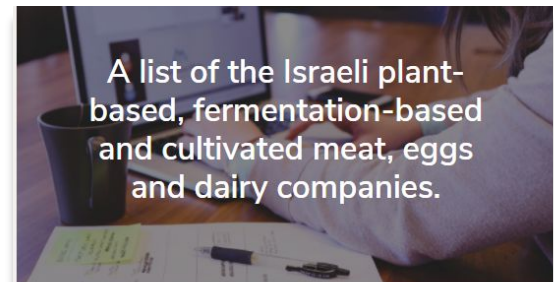 A list of the Israeli plant-
based, fermentation-based
and cultivated meat, eggs
and dairy companies.